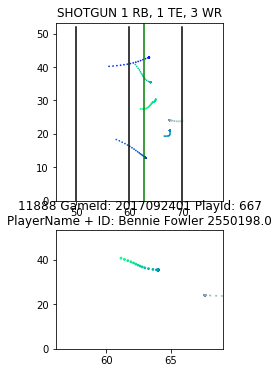 SHOTGUN 1 RB, 1 TE, 3 WR
50
40
30
20
10
0
50 60 70
11888 GameId: 2017092401 PlayId: 667
PlayerName + ID: Bennie Fowler 2550198.0
40
20
0
60 65